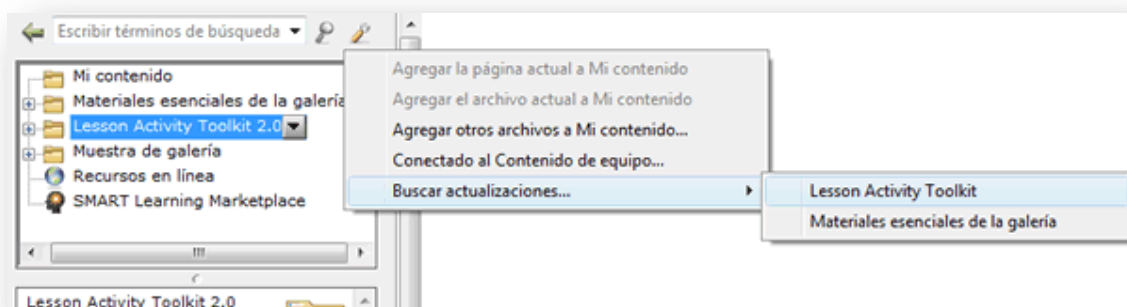 Escribir términos de búsqueda
Mi contenido
Materiales esenciales de la galería
Lesson Activity Toolkit 2.0
Muestra de galería
Recursos en línea
SMART Learning Marketplace
Agregar la página actual a Mi contenido
Agregar el archivo actual a Mi contenido
Agregar otros archivos a Mi contenido...
Conectado al Contenido de equipo...
Buscar actualizaciones...
Lesson Activity Toolkit
Materiales esenciales de la galería
Lesson Activity Toolkit 2.0